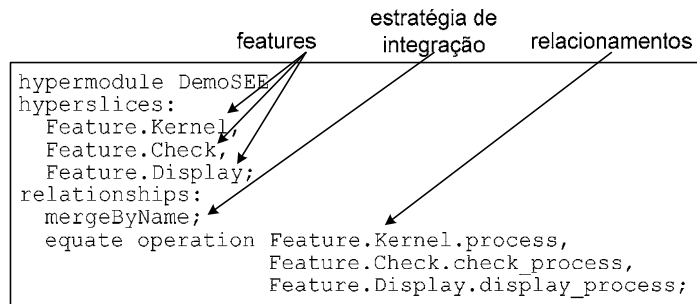 features
estratégia de
integração
relacionamentos
hypermodule DemoSEE
hyperslices:
Feature.Kernel,
Feature.Check,
Feature.Display;
relationships:
mergeByName;
equate operation Feature.Kernel.process,
Feature.Check.check_process,
Feature.Display.display_process;